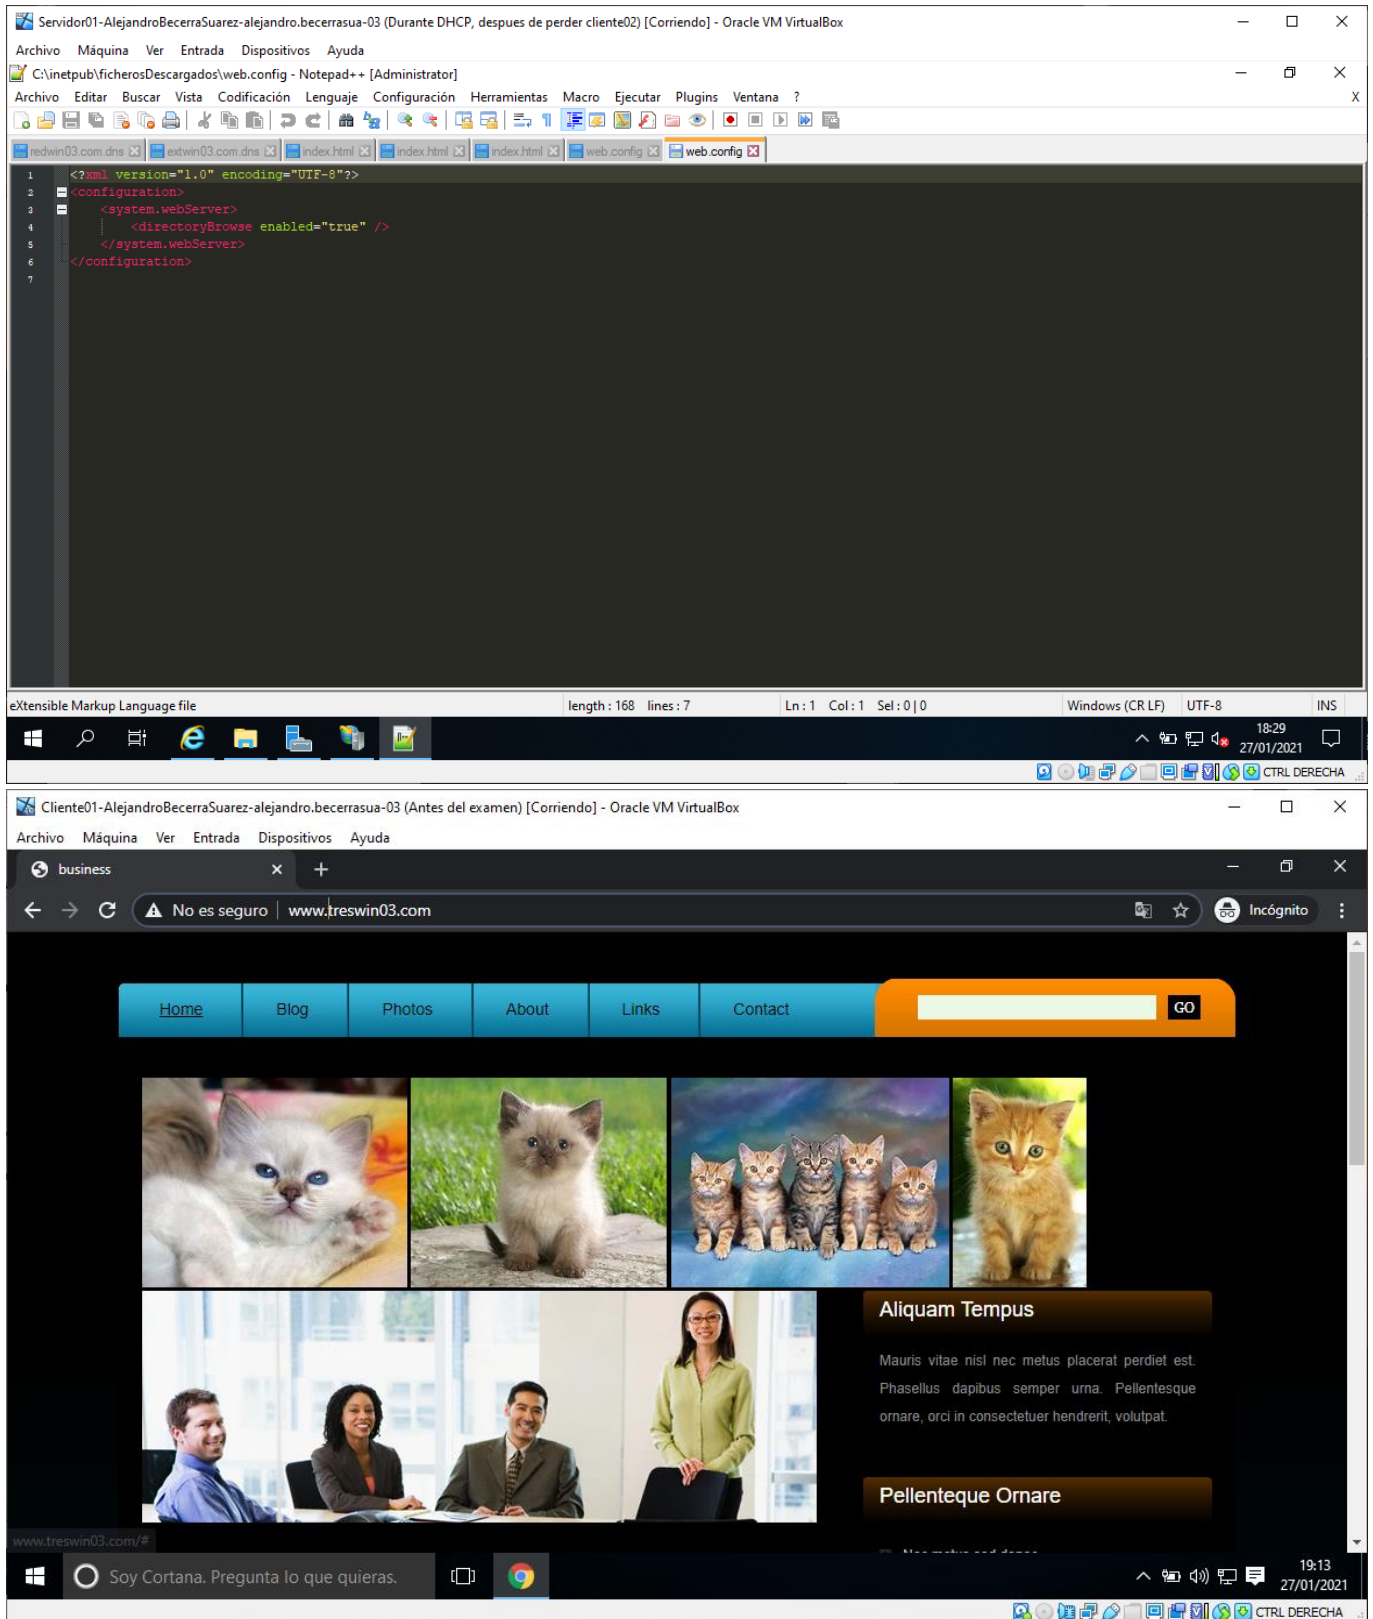 Servidor01-AlejandroBecerraSuarez-alejandro.becerrasua-03 (Durante DHCP, despues de perder cliente02) [Corriendo] - Oracle VM VirtualBox
Archivo Máquina Ver Entrada Dispositivos Ayuda
C:\inetpub\ficherosDescargados\web.config - Notepad++ [Administrator]
Archivo Editar Buscar Vista Codificación Lenguaje Configuración Herramientas Macro Ejecutar Plugins Ventana ? X
redwin03.com.dns extwin03.com.dns index.html index.html index.html web.config web.config
1 <?xml version="1.0" encoding="UTF-8"?>
2 <configuration>
3 <system.webServer>
4 <directoryBrowse enabled="true" />
5 </system.webServer>
6 </configuration>
7
eXtensible Markup Language file length : 168 lines : 7 Ln : 1 Col : 1 Sel : 0 | 0 Windows (CR LF) UTF-8 INS
18:29
27/01/2021
CTRL DERECHA
Cliente01-AlejandroBecerraSuarez-alejandro.becerrasua-03 (Antes del examen) [Corriendo] - Oracle VM VirtualBox
Archivo Máquina Ver Entrada Dispositivos Ayuda
business
No es seguro | www.treswin03.com Incógnito
Home Blog Photos About Links Contact GO
Aliquam Tempus
Mauris vitae nisl nec metus placerat perdiet est.
Phasellus dapibus semper urna. Pellentesque
ornare, orci in consectetuer hendrerit, volutpat.
Pellenteque Ornare
www.treswin03.com/#
Soy Cortana. Pregunta lo que quieras.
19:13
27/01/2021
CTRL DERECHA